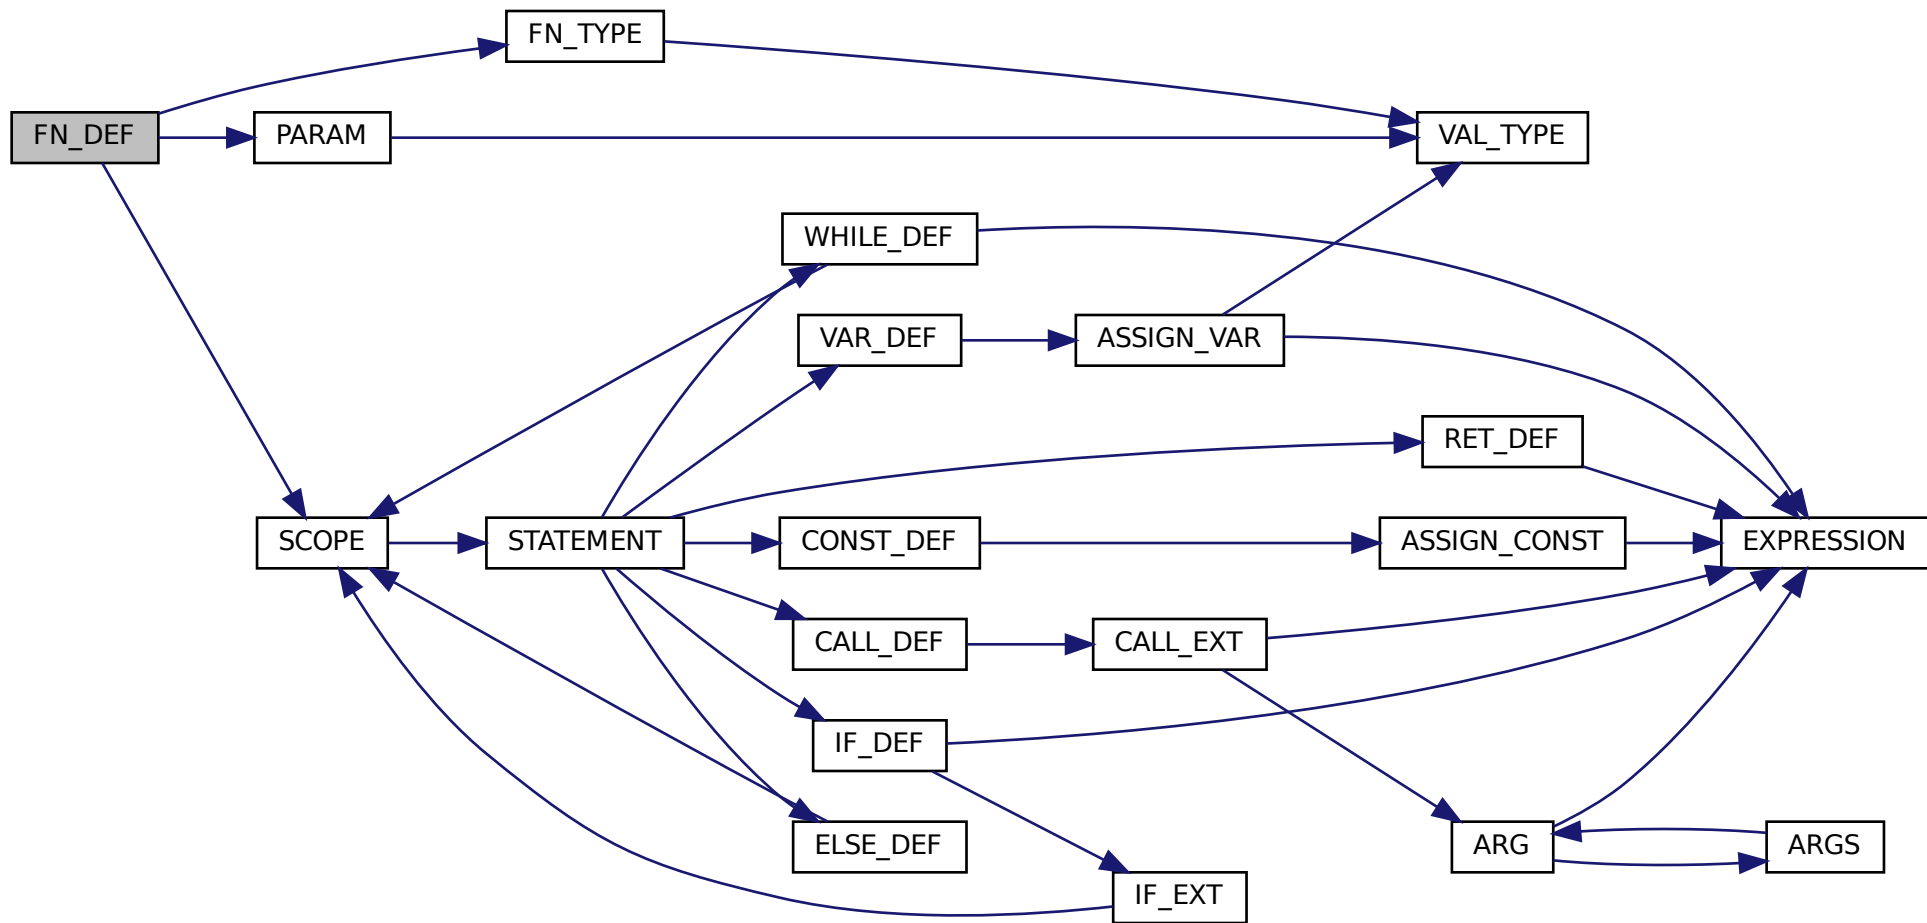 FN_TYPE
FN_DEF
PARAM
VAL_TYPE
WHILE_DEF
VAR_DEF
ASSIGN_VAR
RET_DEF
SCOPE
STATEMENT
CONST_DEF
ASSIGN_CONST
EXPRESSION
CALL_DEF
CALL_EXT
IF_DEF
ELSE_DEF
ARG
ARGS
IF_EXT